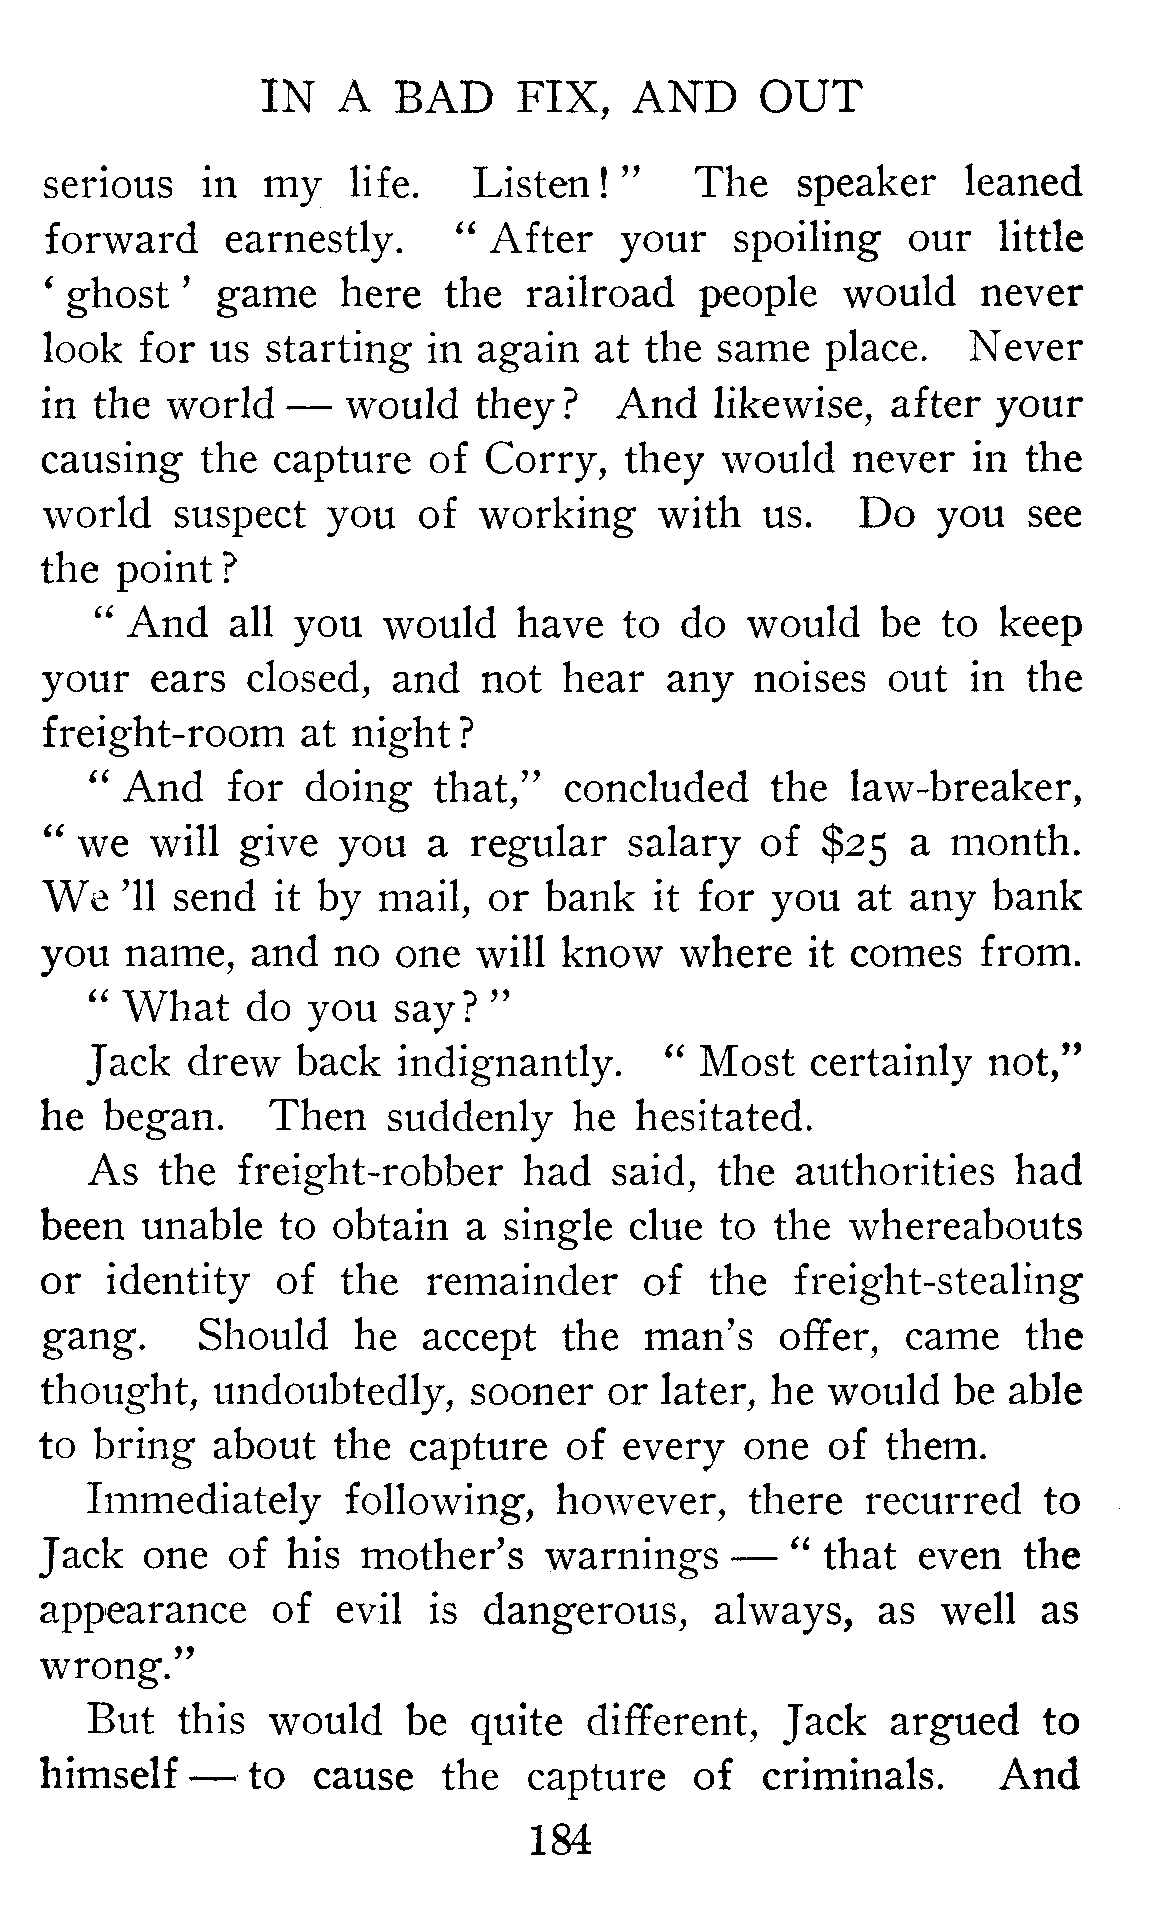 IN A BAD FIX, AND OUT
serious in my life. Listen! " The speaker leaned
forward earnestly. " After your spoiling our little
' ghost ' game here the railroad people would never
look for us starting in again at the same place. Never
in the world — would they? And likewise, after your
causing the capture of Corry, they would never in the
world suspect you of working with us. Do you see
the point?
" And all you would have to do would be to keep
your ears closed, and not hear any noises out in the
freight-room at night?
" And for doing that," concluded the law-breaker,
" we will give you a regular salary of $25 a month.
We 'll send it by mail, or bank it for you at any bank
you name, and no one will know where it comes from.
" What do you say? "
Jack drew back indignantly. " Most certainly not,"
he began. Then suddenly he hesitated.
As the freight-robber had said, the authorities had
been unable to obtain a single clue to the whereabouts
or identity of the remainder of the freight-stealing
gang. Should he accept the man's offer, came the
thought, undoubtedly, sooner or later, he would be able
to bring about the capture of every one of them.
Immediately following, however, there recurred to
Jack one of his mother's warnings — " that even the
appearance of evil is dangerous, always, as well as
wrong."
But this would be quite different, Jack argued to
himself — to cause the capture of criminals. And
184